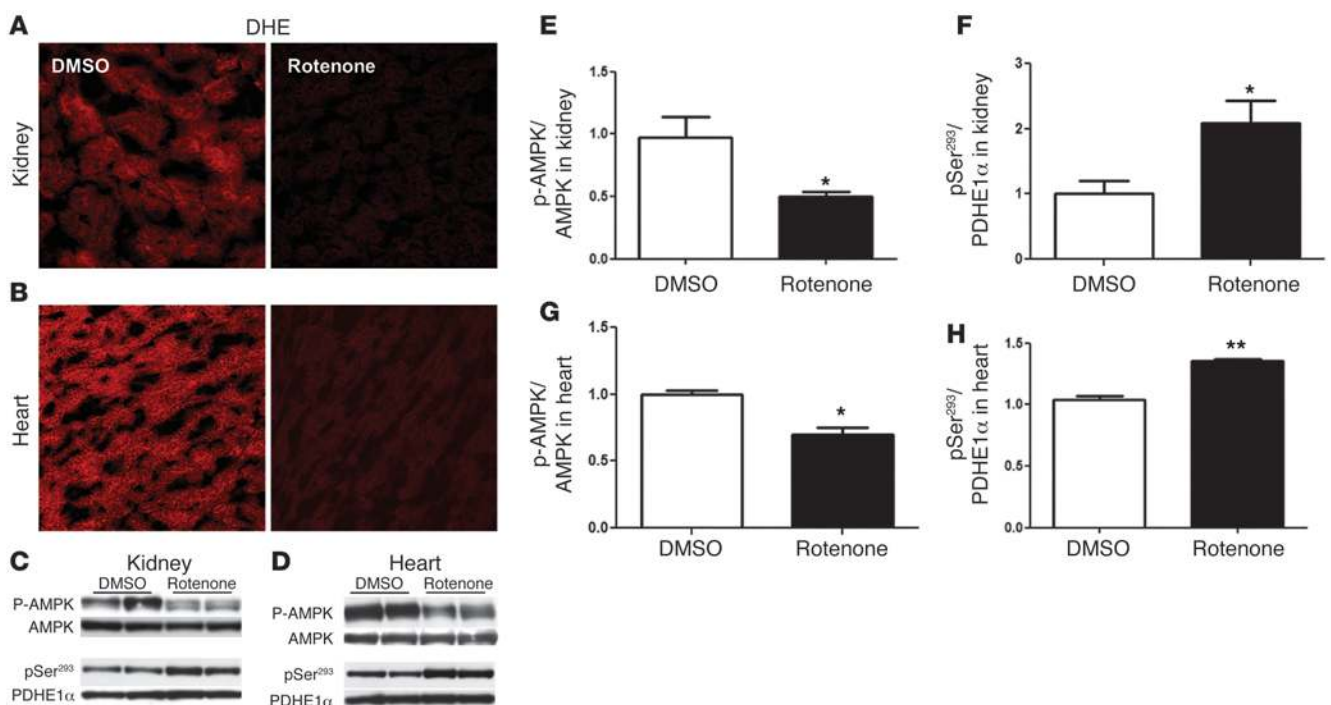 A
DHE
DMSO
Rotenone
Kidney
B
Heart
C
Kidney
DMSO Rotenone
P-AMPK
AMPK
pSer²⁹³
PDHE1α
D
Heart
DMSO Rotenone
P-AMPK
AMPK
pSer²⁹³
PDHE1α
E
p-AMPK/
AMPK in kidney
1.5
1.0
0.5
0.0
*
DMSO
Rotenone
F
pSer²⁹³/
PDHE1α in kidney
3
2
1
0
*
DMSO
Rotenone
G
p-AMPK/
AMPK in heart
1.5
1.0
0.5
0.0
*
DMSO
Rotenone
H
pSer²⁹³/
PDHE1α in heart
1.5
1.0
0.5
0.0
**
DMSO
Rotenone